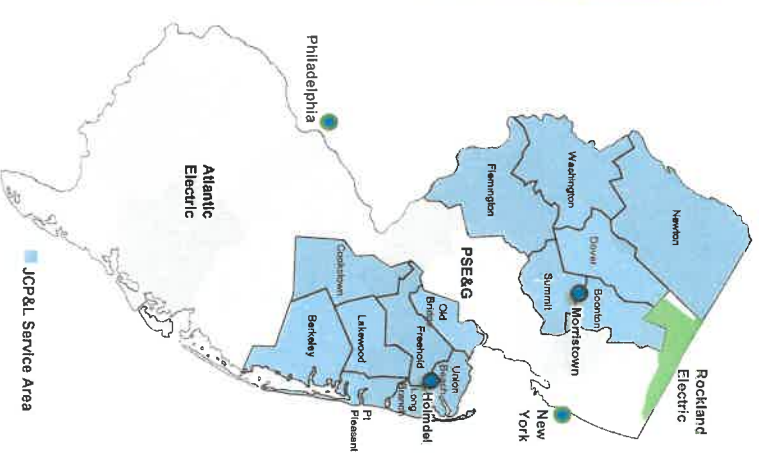 Newton
Washington
Dover
Boonton
Flemington
Summit
Morristown
Rockland
Electric
New
York
PSE&G
Philadelphia
Old
Bridge
Union
Beach
Freehold
Holmdel
Long
Branch
Cookstown
Lakewood
Berkeley
Pt
Pleasant
Atlantic
Electric
JCP&L Service Area